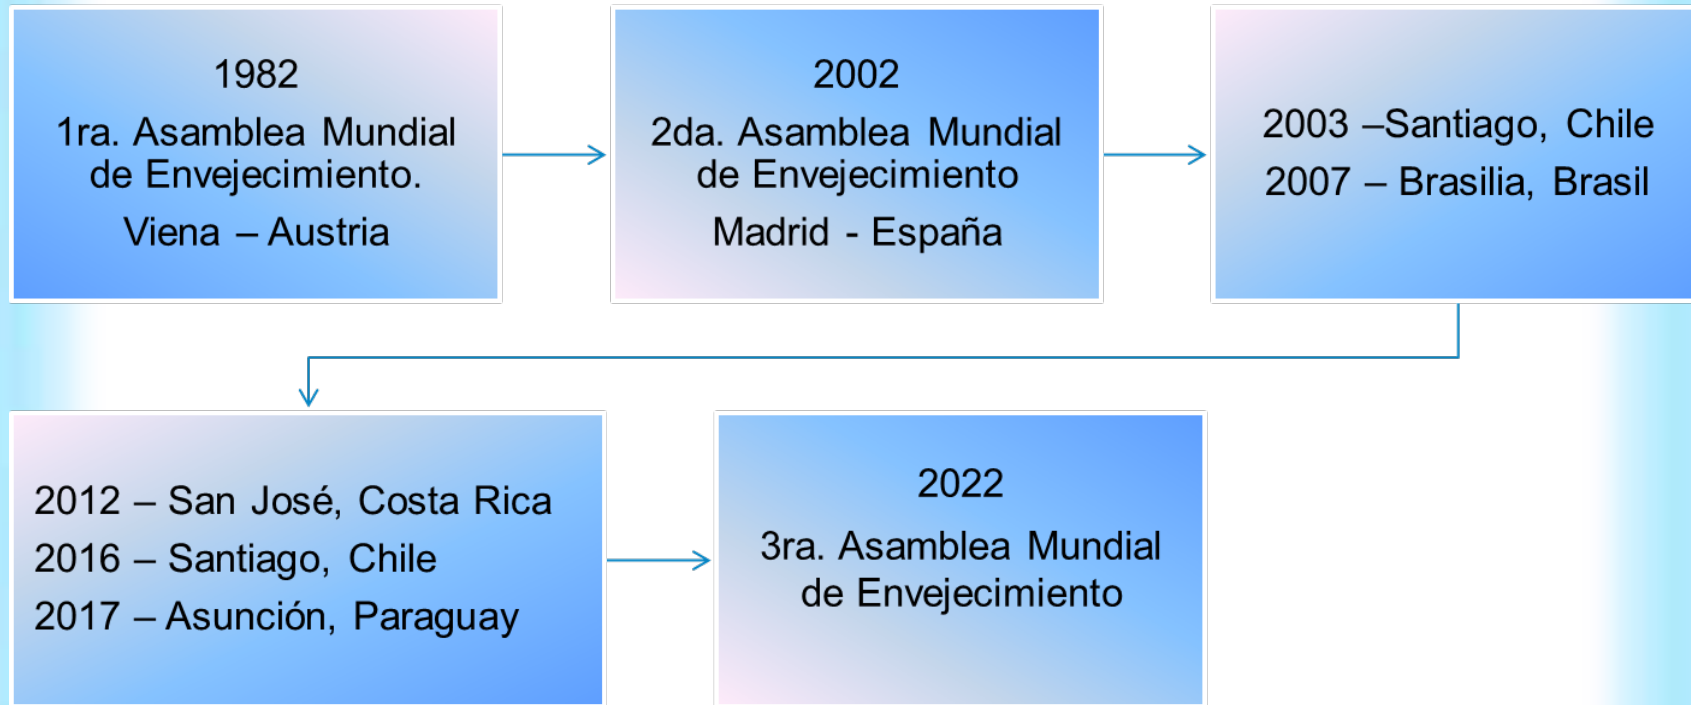 1982
1ra. Asamblea Mundial
de Envejecimiento.
Viena – Austria
2002
2da. Asamblea Mundial
de Envejecimiento
Madrid - España
2003 –Santiago, Chile
2007 – Brasilia, Brasil
2012 – San José, Costa Rica
2016 – Santiago, Chile
2017 – Asunción, Paraguay
2022
3ra. Asamblea Mundial
de Envejecimiento